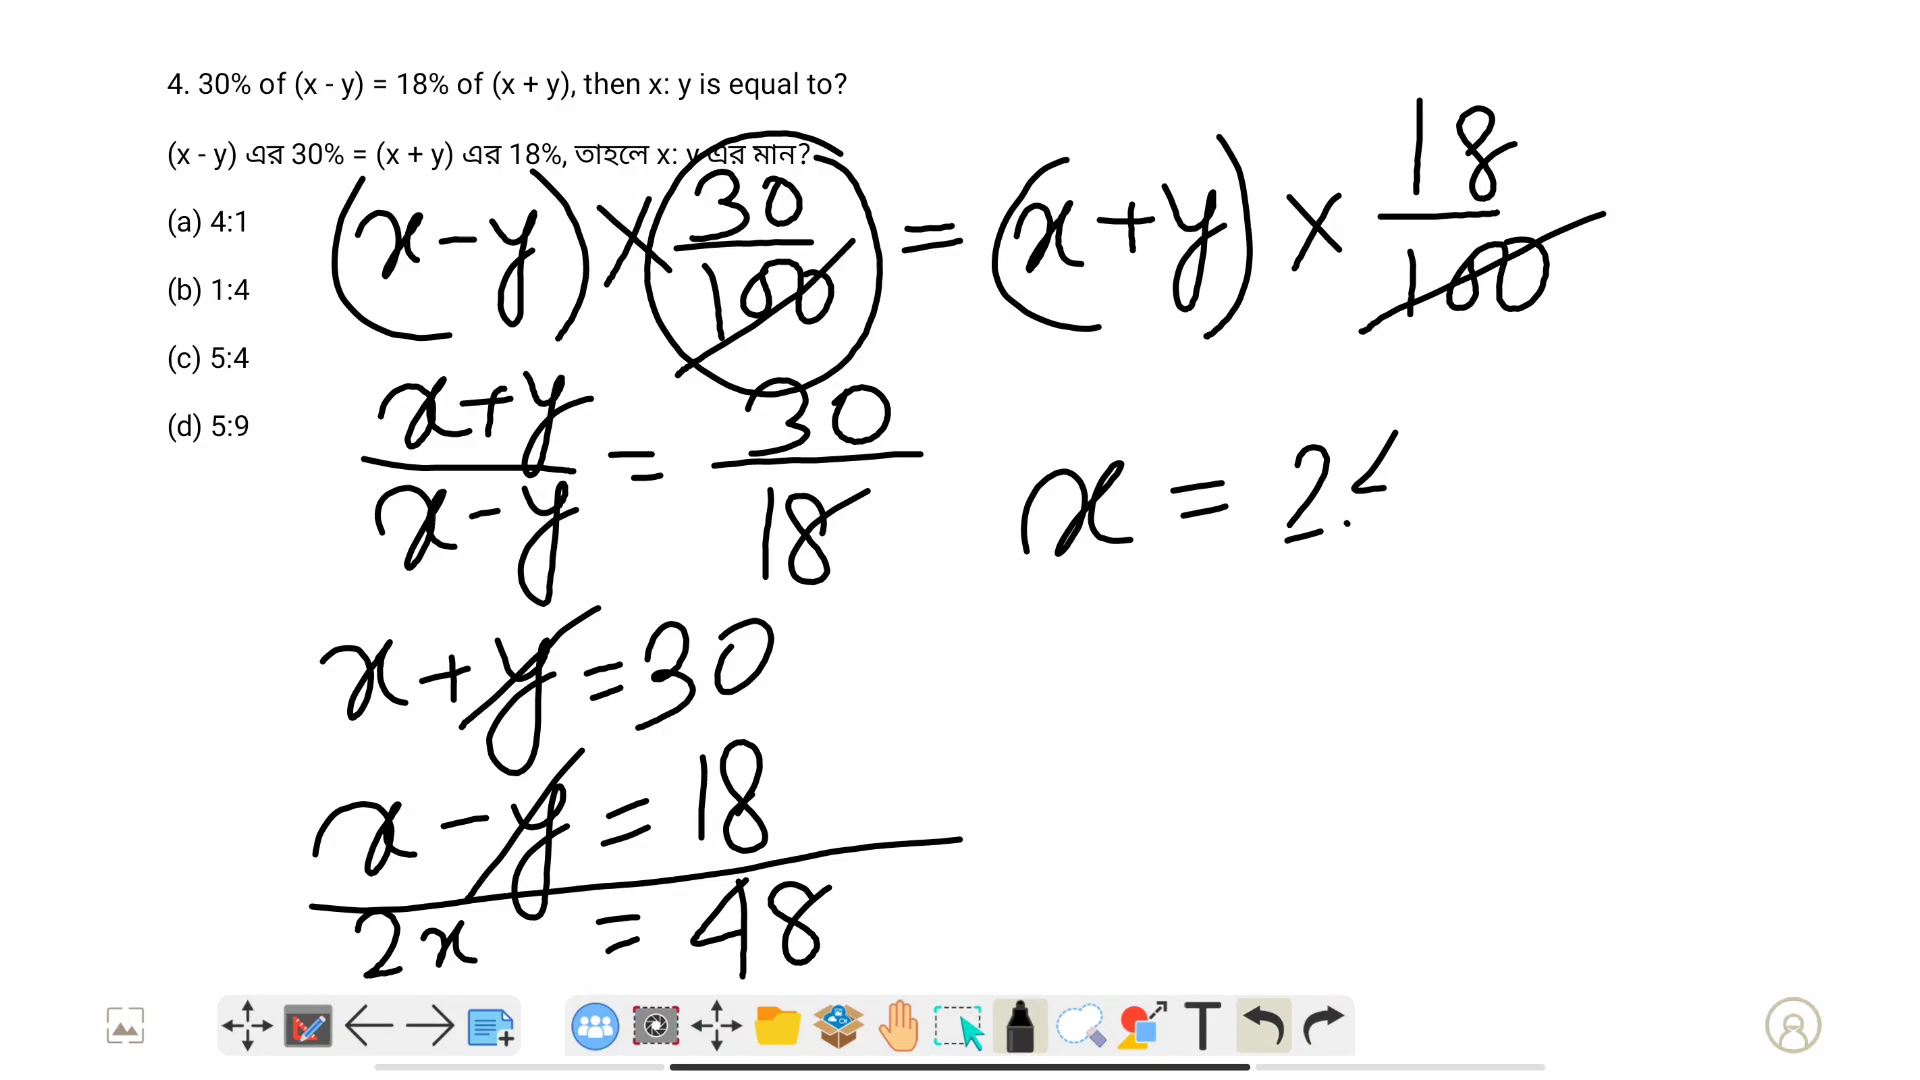 4. 30% of (x - y) = 18% of (x + y), then x: y is equal to?
(x - y) এর 30% = (x + y) এর 18%, তাহলে x: y এর মান?
(a) 4:1
(b) 1:4
(c) 5:4
(d) 5:9
(x - y) × 30/100 = (x + y) × 18/100
x+y/x-y = 30/18
x + y = 30
x - y = 18
2x = 48
x =
T